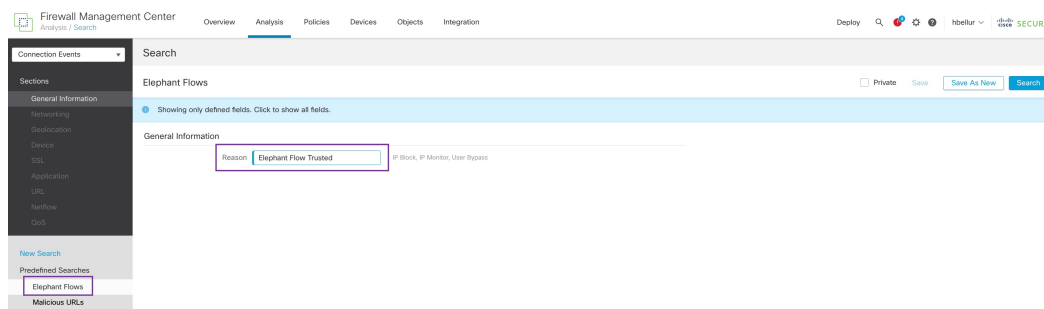 Firewall Management Center
Analysis / Search
Overview Analysis Policies Devices Objects Integration
Deploy hbellur cisco SECUR
Connection Events
Search
Sections
Elephant Flows
Private Save Save As New Search
General Information
Showing only defined fields. Click to show all fields.
Networking
Geolocation
General Information
Device
Reason Elephant Flow Trusted IP Block, IP Monitor, User Bypass
SSL
Application
URL
Netflow
QoS
New Search
Predefined Searches
Elephant Flows
Malicious URLs